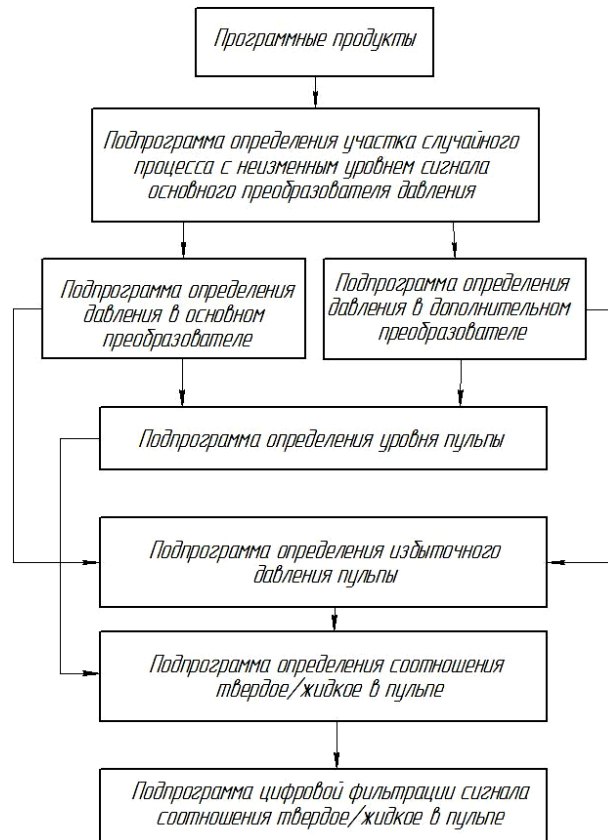 Программные продукты
Подпрограмма определения участка случайного
процесса с неизменным уровнем сигнала
основного преобразователя давления
Подпрограмма определения
давления в основном
преобразователе
Подпрограмма определения
давления в дополнительном
преобразователе
Подпрограмма определения уровня пульпы
Подпрограмма определения избыточного
давления пульпы
Подпрограмма определения соотношения
твердое/жидкое в пульпе
Подпрограмма цифровой фильтрации сигнала
соотношения твердое/жидкое в пульпе